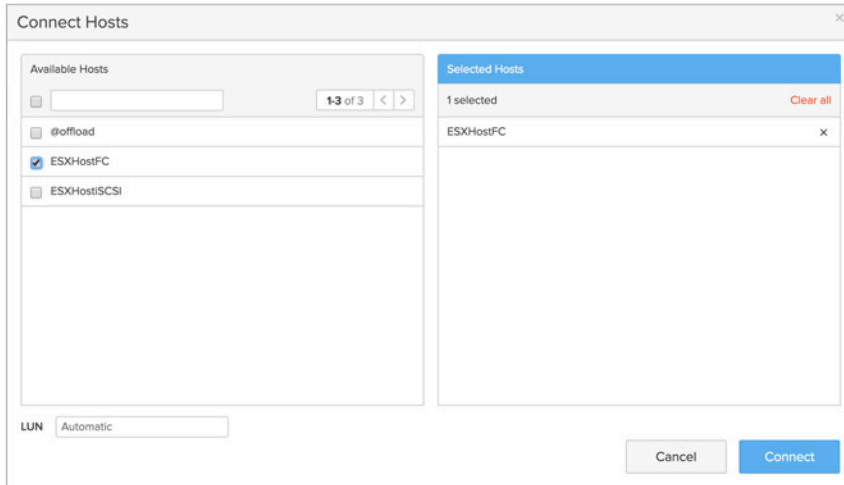 Connect Hosts
Available Hosts
Selected Hosts
1-3 of 3 < >
1 selected Clear all
@offload
ESXHostFC
ESXHostFC
ESXHostiSCSI
LUN Automatic
Cancel Connect